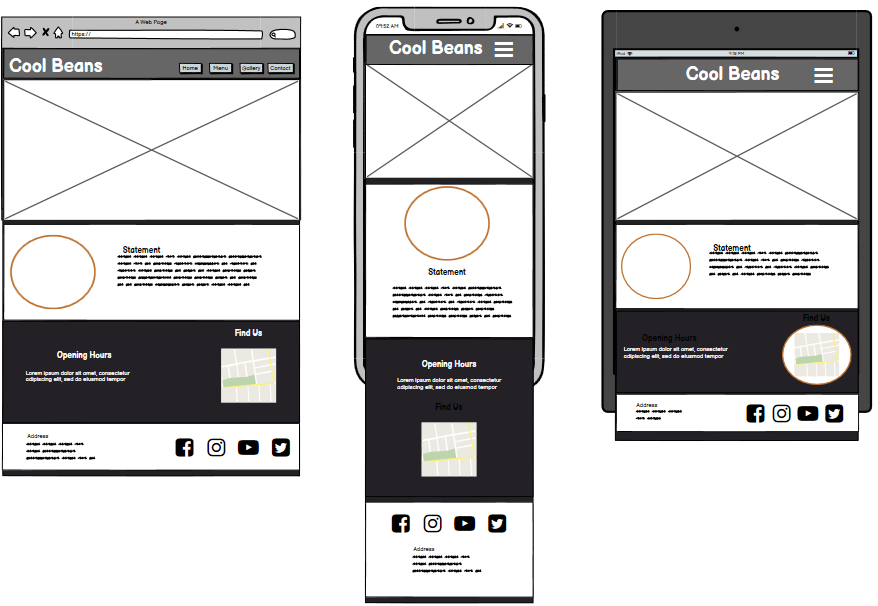 A Web Page
https://
Cool Beans
Home
Menu
Gallery
Contact
Statement
Opening Hours
Lorem ipsum dolor sit amet, consectetur
adipiscing elit, sed do eiusmod tempor
Find Us
Address
09:52 AM
Cool Beans
Statement
Opening Hours
Lorem ipsum dolor sit amet, consectetur
adipiscing elit, sed do eiusmod tempor
Find Us
Address
iPad
Cool Beans
Statement
Find Us
Opening Hours
Lorem ipsum dolor sit amet, consectetur
adipiscing elit, sed do eiusmod tempor
Address